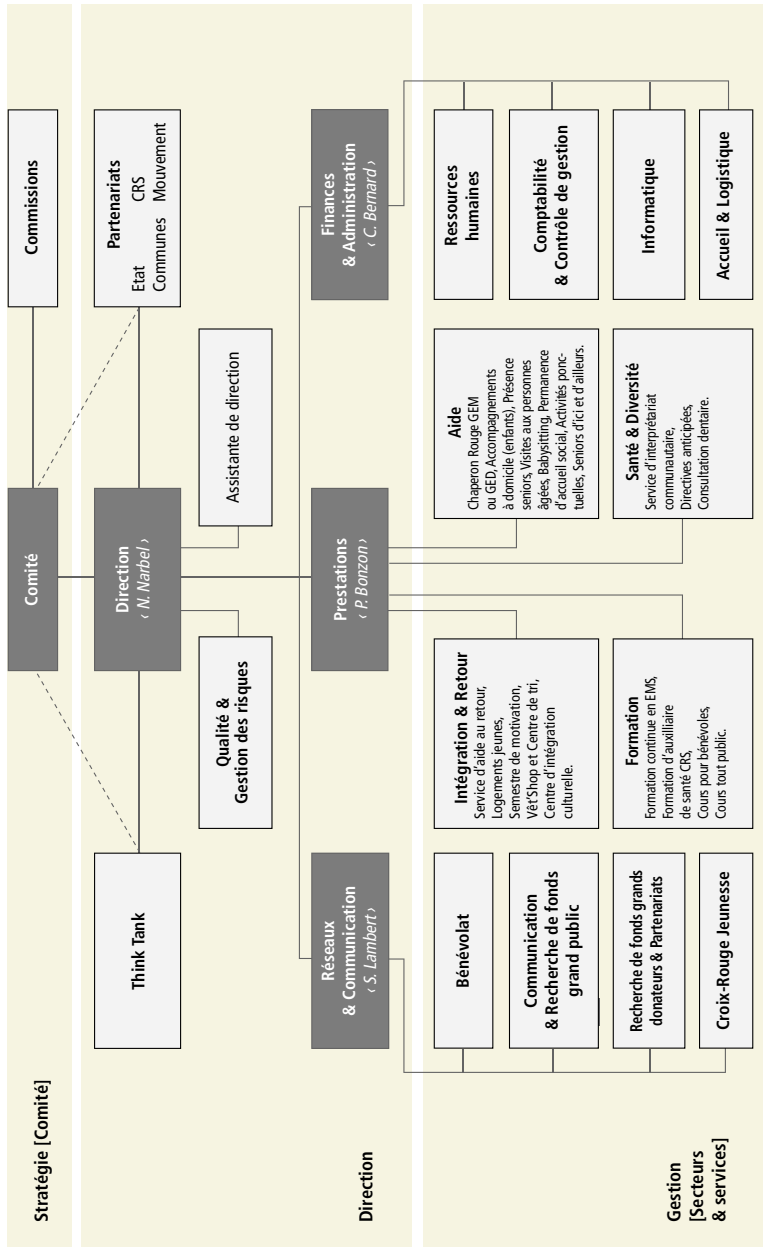 Stratégie [Comité]
Comité
Commissions
Think Tank
Direction
‹ N. Narbel ›
Partenariats
Etat CRS
Communes Mouvement
Qualité &
Gestion des risques
Assistante de direction
Direction
Réseaux
& Communication
‹ S. Lambert ›
Prestations
‹ P. Bonzon ›
Finances
& Administration
‹ C. Bernard ›
Gestion
[Secteurs
& services]
Bénévolat
Communication
& Recherche de fonds
grand public
Recherche de fonds grands
donateurs & Partenariats
Croix-Rouge Jeunesse
Intégration & Retour
Service d'aide au retour,
Logements jeunes,
Semestre de motivation,
Vêt'Shop et Centre de tri,
Centre d'intégration
culturelle.
Formation
Formation continue en EMS,
Formation d'auxilliaire
de santé CRS,
Cours pour bénévoles,
Cours tout public.
Aide
Chaperon Rouge GEM
ou GED, Accompagnements
à domicile (enfants), Présence
seniors, Visites aux personnes
âgées, Babysitting, Permanence
d'accueil social, Activités ponc-
tuelles, Seniors d'ici et d'ailleurs.
Santé & Diversité
Service d'interprétariat
communautaire,
Directives anticipées,
Consultation dentaire.
Ressources
humaines
Comptabilité
& Contrôle de gestion
Informatique
Accueil & Logistique